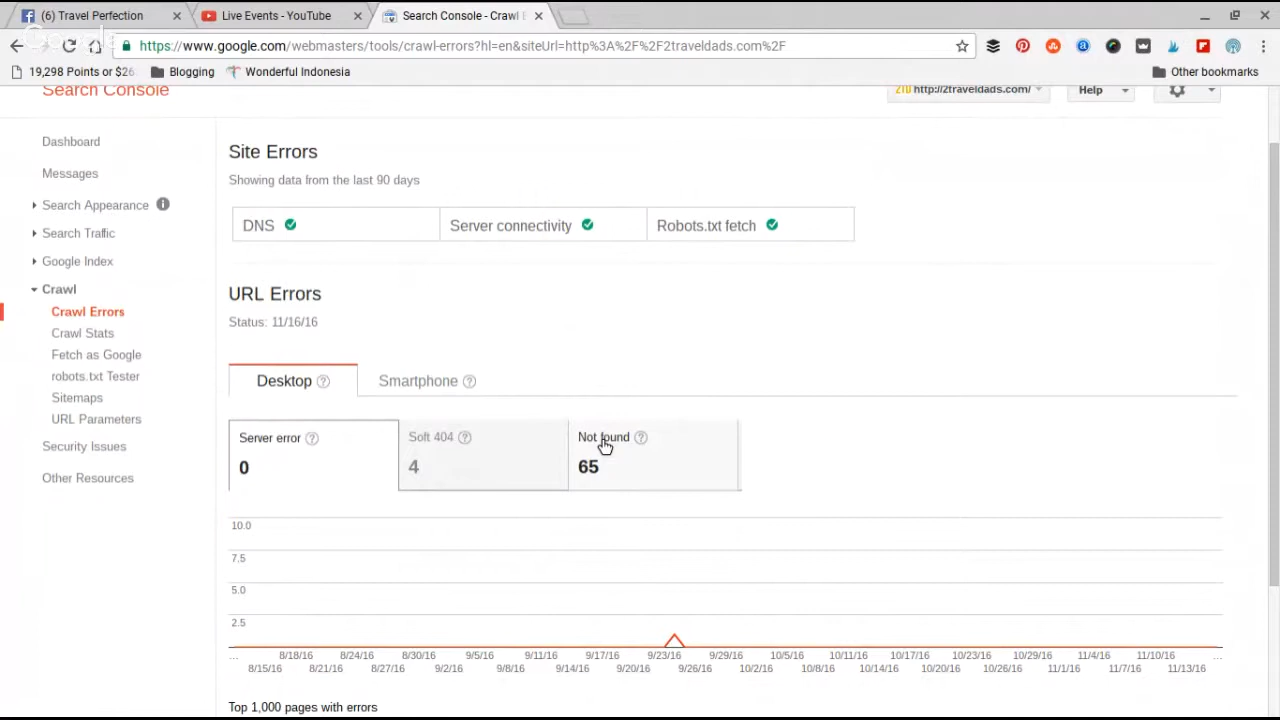 (6) Travel Perfection
Live Events - YouTube
Search Console - Crawl E
Google
https://www.google.com/webmasters/tools/crawl-errors?hl=en&siteUrl=http%3A%2F%2F2traveldads.com%2F
19,298 Points or $26
Blogging
Wonderful Indonesia
Other bookmarks
Search Console
http://2traveldads.com/
Help
Dashboard
Messages
Search Appearance
Search Traffic
Google Index
Crawl
Crawl Errors
Crawl Stats
Fetch as Google
robots.txt Tester
Sitemaps
URL Parameters
Security Issues
Other Resources
Site Errors
Showing data from the last 90 days
DNS
Server connectivity
Robots.txt fetch
URL Errors
Status: 11/16/16
Desktop ?
Smartphone ?
Server error ?
0
Soft 404 ?
4
Not found ?
65
10.0
7.5
5.0
2.5
... 8/18/16 8/24/16 8/30/16 9/5/16 9/11/16 9/17/16 9/23/16 9/29/16 10/5/16 10/11/16 10/17/16 10/23/16 10/29/16 11/4/16 11/10/16 ...
8/15/16 8/21/16 8/27/16 9/2/16 9/8/16 9/14/16 9/20/16 9/26/16 10/2/16 10/8/16 10/14/16 10/20/16 10/26/16 11/1/16 11/7/16 11/13/16
Top 1,000 pages with errors